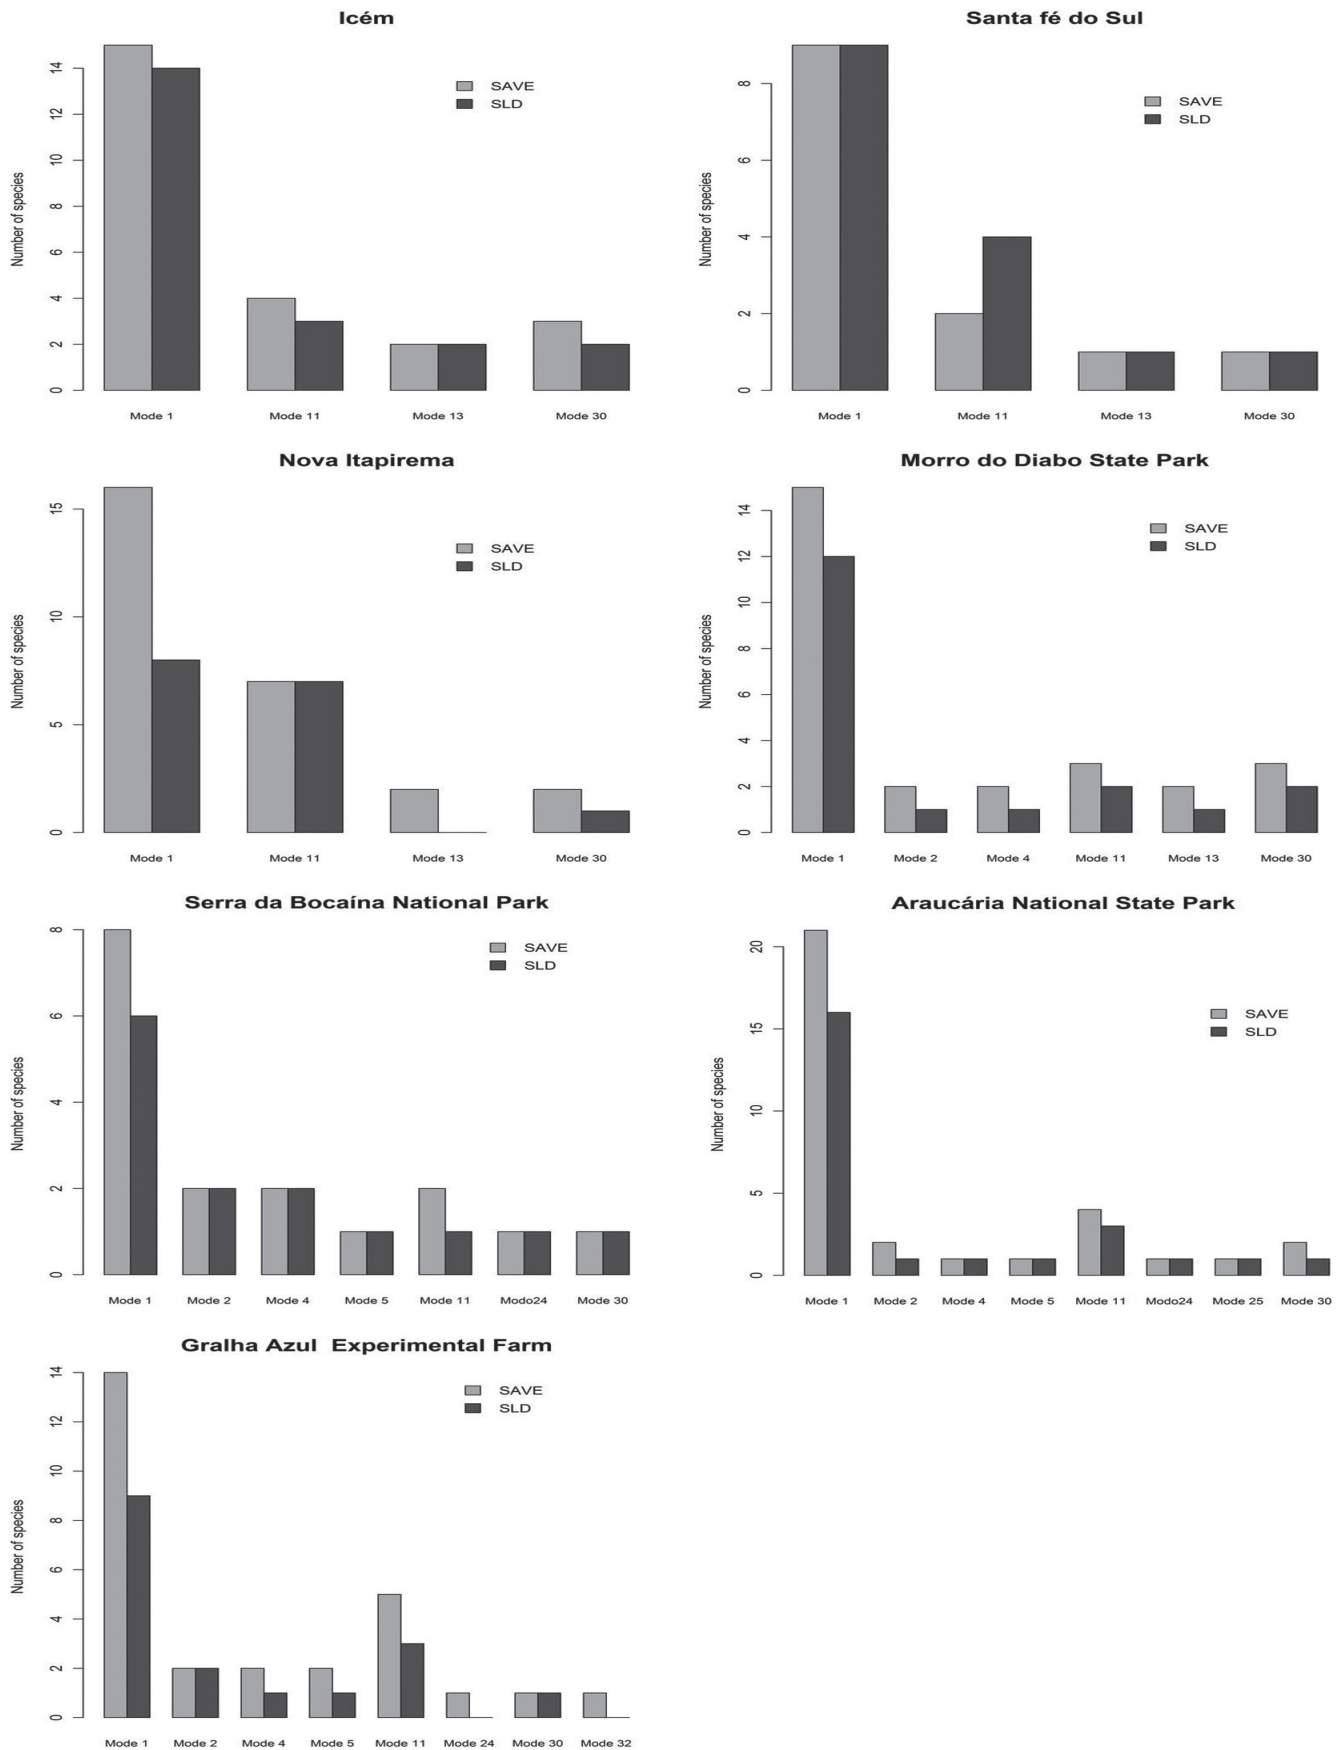 Icém
Number of species
0 2 4 6 8 10 12 14
SAVE
SLD
Mode 1 Mode 11 Mode 13 Mode 30
Santa fé do Sul
Number of species
0 2 4 6 8
SAVE
SLD
Mode 1 Mode 11 Mode 13 Mode 30
Nova Itapirema
Number of species
0 5 10 15
SAVE
SLD
Mode 1 Mode 11 Mode 13 Mode 30
Morro do Diabo State Park
Number of species
0 2 4 6 8 10 12 14
SAVE
SLD
Mode 1 Mode 2 Mode 4 Mode 11 Mode 13 Mode 30
Serra da Bocaína National Park
Number of species
0 2 4 6 8
SAVE
SLD
Mode 1 Mode 2 Mode 4 Mode 5 Mode 11 Modo24 Mode 30
Araucária National State Park
Number of species
0 5 10 15 20
SAVE
SLD
Mode 1 Mode 2 Mode 4 Mode 5 Mode 11 Modo24 Mode 25 Mode 30
Gralha Azul Experimental Farm
Number of species
0 2 4 6 8 10 12 14
SAVE
SLD
Mode 1 Mode 2 Mode 4 Mode 5 Mode 11 Mode 24 Mode 30 Mode 32